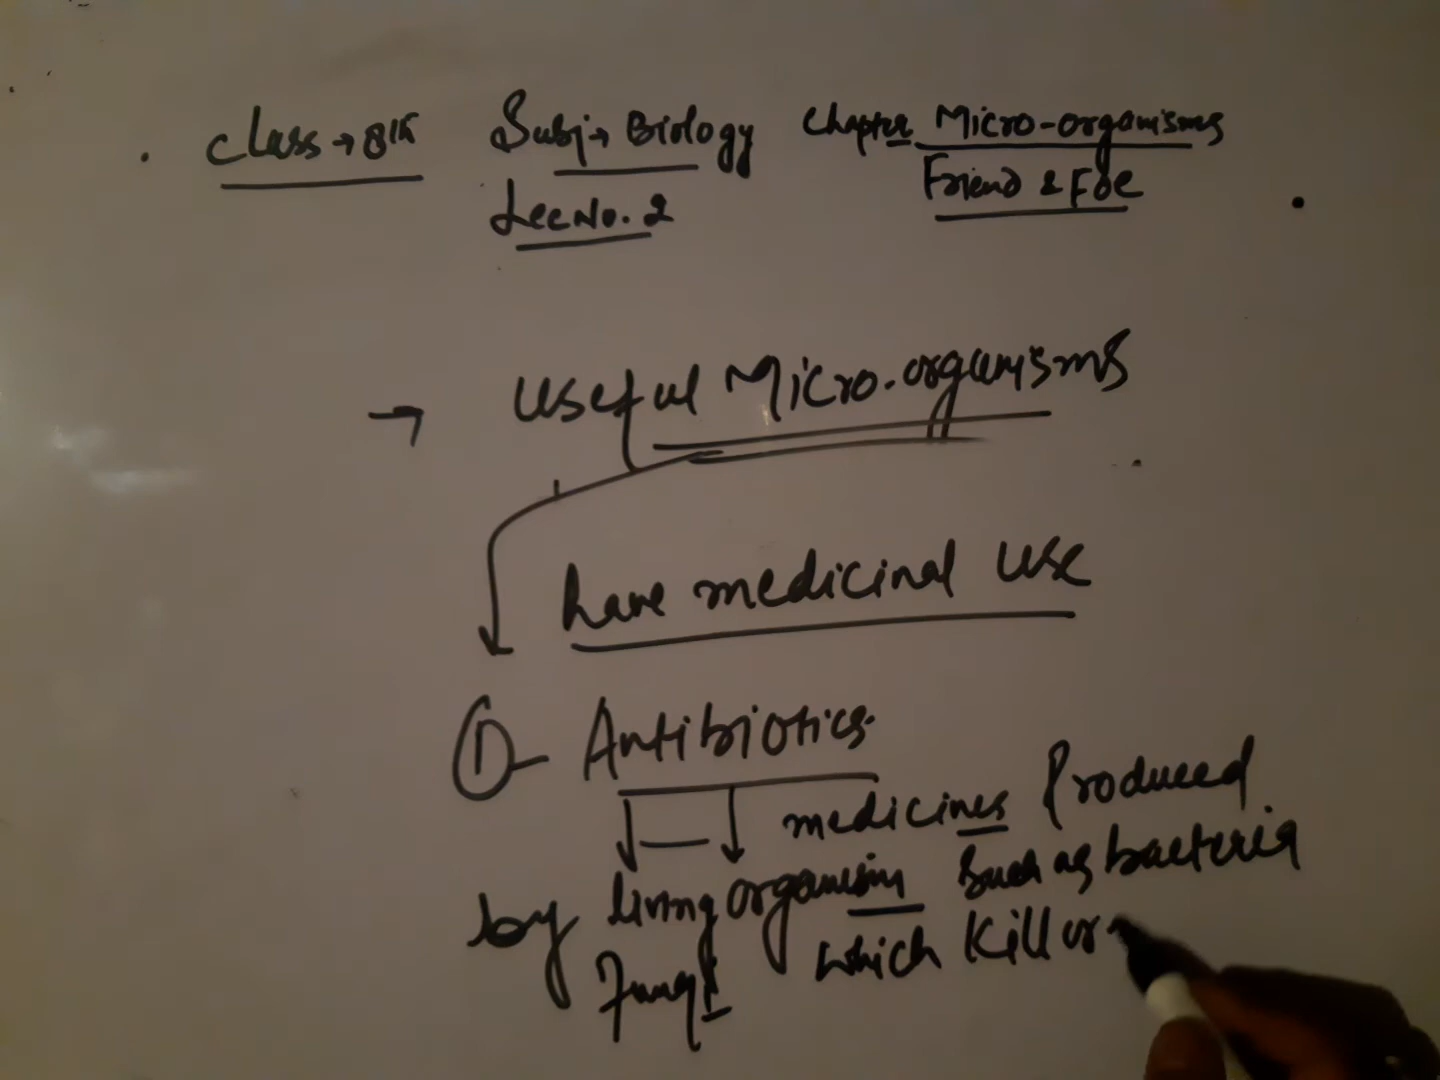 Class → 8th Subj → Biology Chapter Micro-organisms
Lec No. 2 Friend & Foe
→ Useful Micro-organisms
have medicinal use
① - Antibiotics
medicines Produced
by living organism such as bacteria
Fungi which Kill or